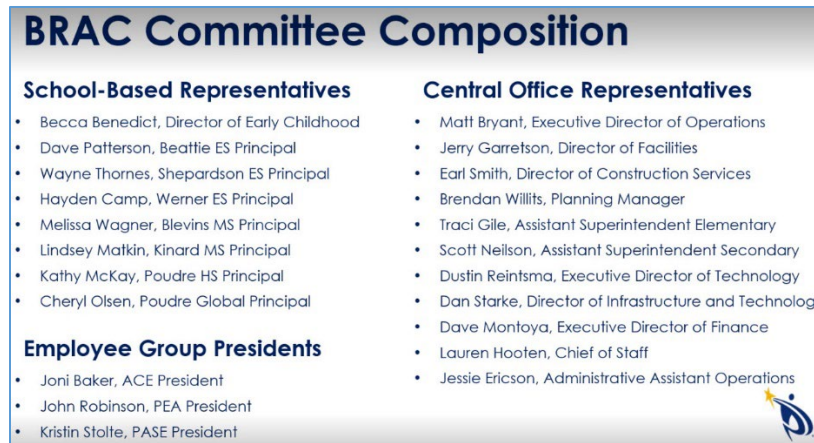 BRAC Committee Composition
School-Based Representatives
• Becca Benedict, Director of Early Childhood
• Dave Patterson, Beattie ES Principal
• Wayne Thornes, Shepardson ES Principal
• Hayden Camp, Werner ES Principal
• Melissa Wagner, Blevins MS Principal
• Lindsey Matkin, Kinard MS Principal
• Kathy McKay, Poudre HS Principal
• Cheryl Olsen, Poudre Global Principal
Employee Group Presidents
• Joni Baker, ACE President
• John Robinson, PEA President
• Kristin Stolte, PASE President
Central Office Representatives
• Matt Bryant, Executive Director of Operations
• Jerry Garretson, Director of Facilities
• Earl Smith, Director of Construction Services
• Brendan Willits, Planning Manager
• Traci Gile, Assistant Superintendent Elementary
• Scott Neilson, Assistant Superintendent Secondary
• Dustin Reintsma, Executive Director of Technology
• Dan Starke, Director of Infrastructure and Technolog
• Dave Montoya, Executive Director of Finance
• Lauren Hooten, Chief of Staff
• Jessie Ericson, Administrative Assistant Operations